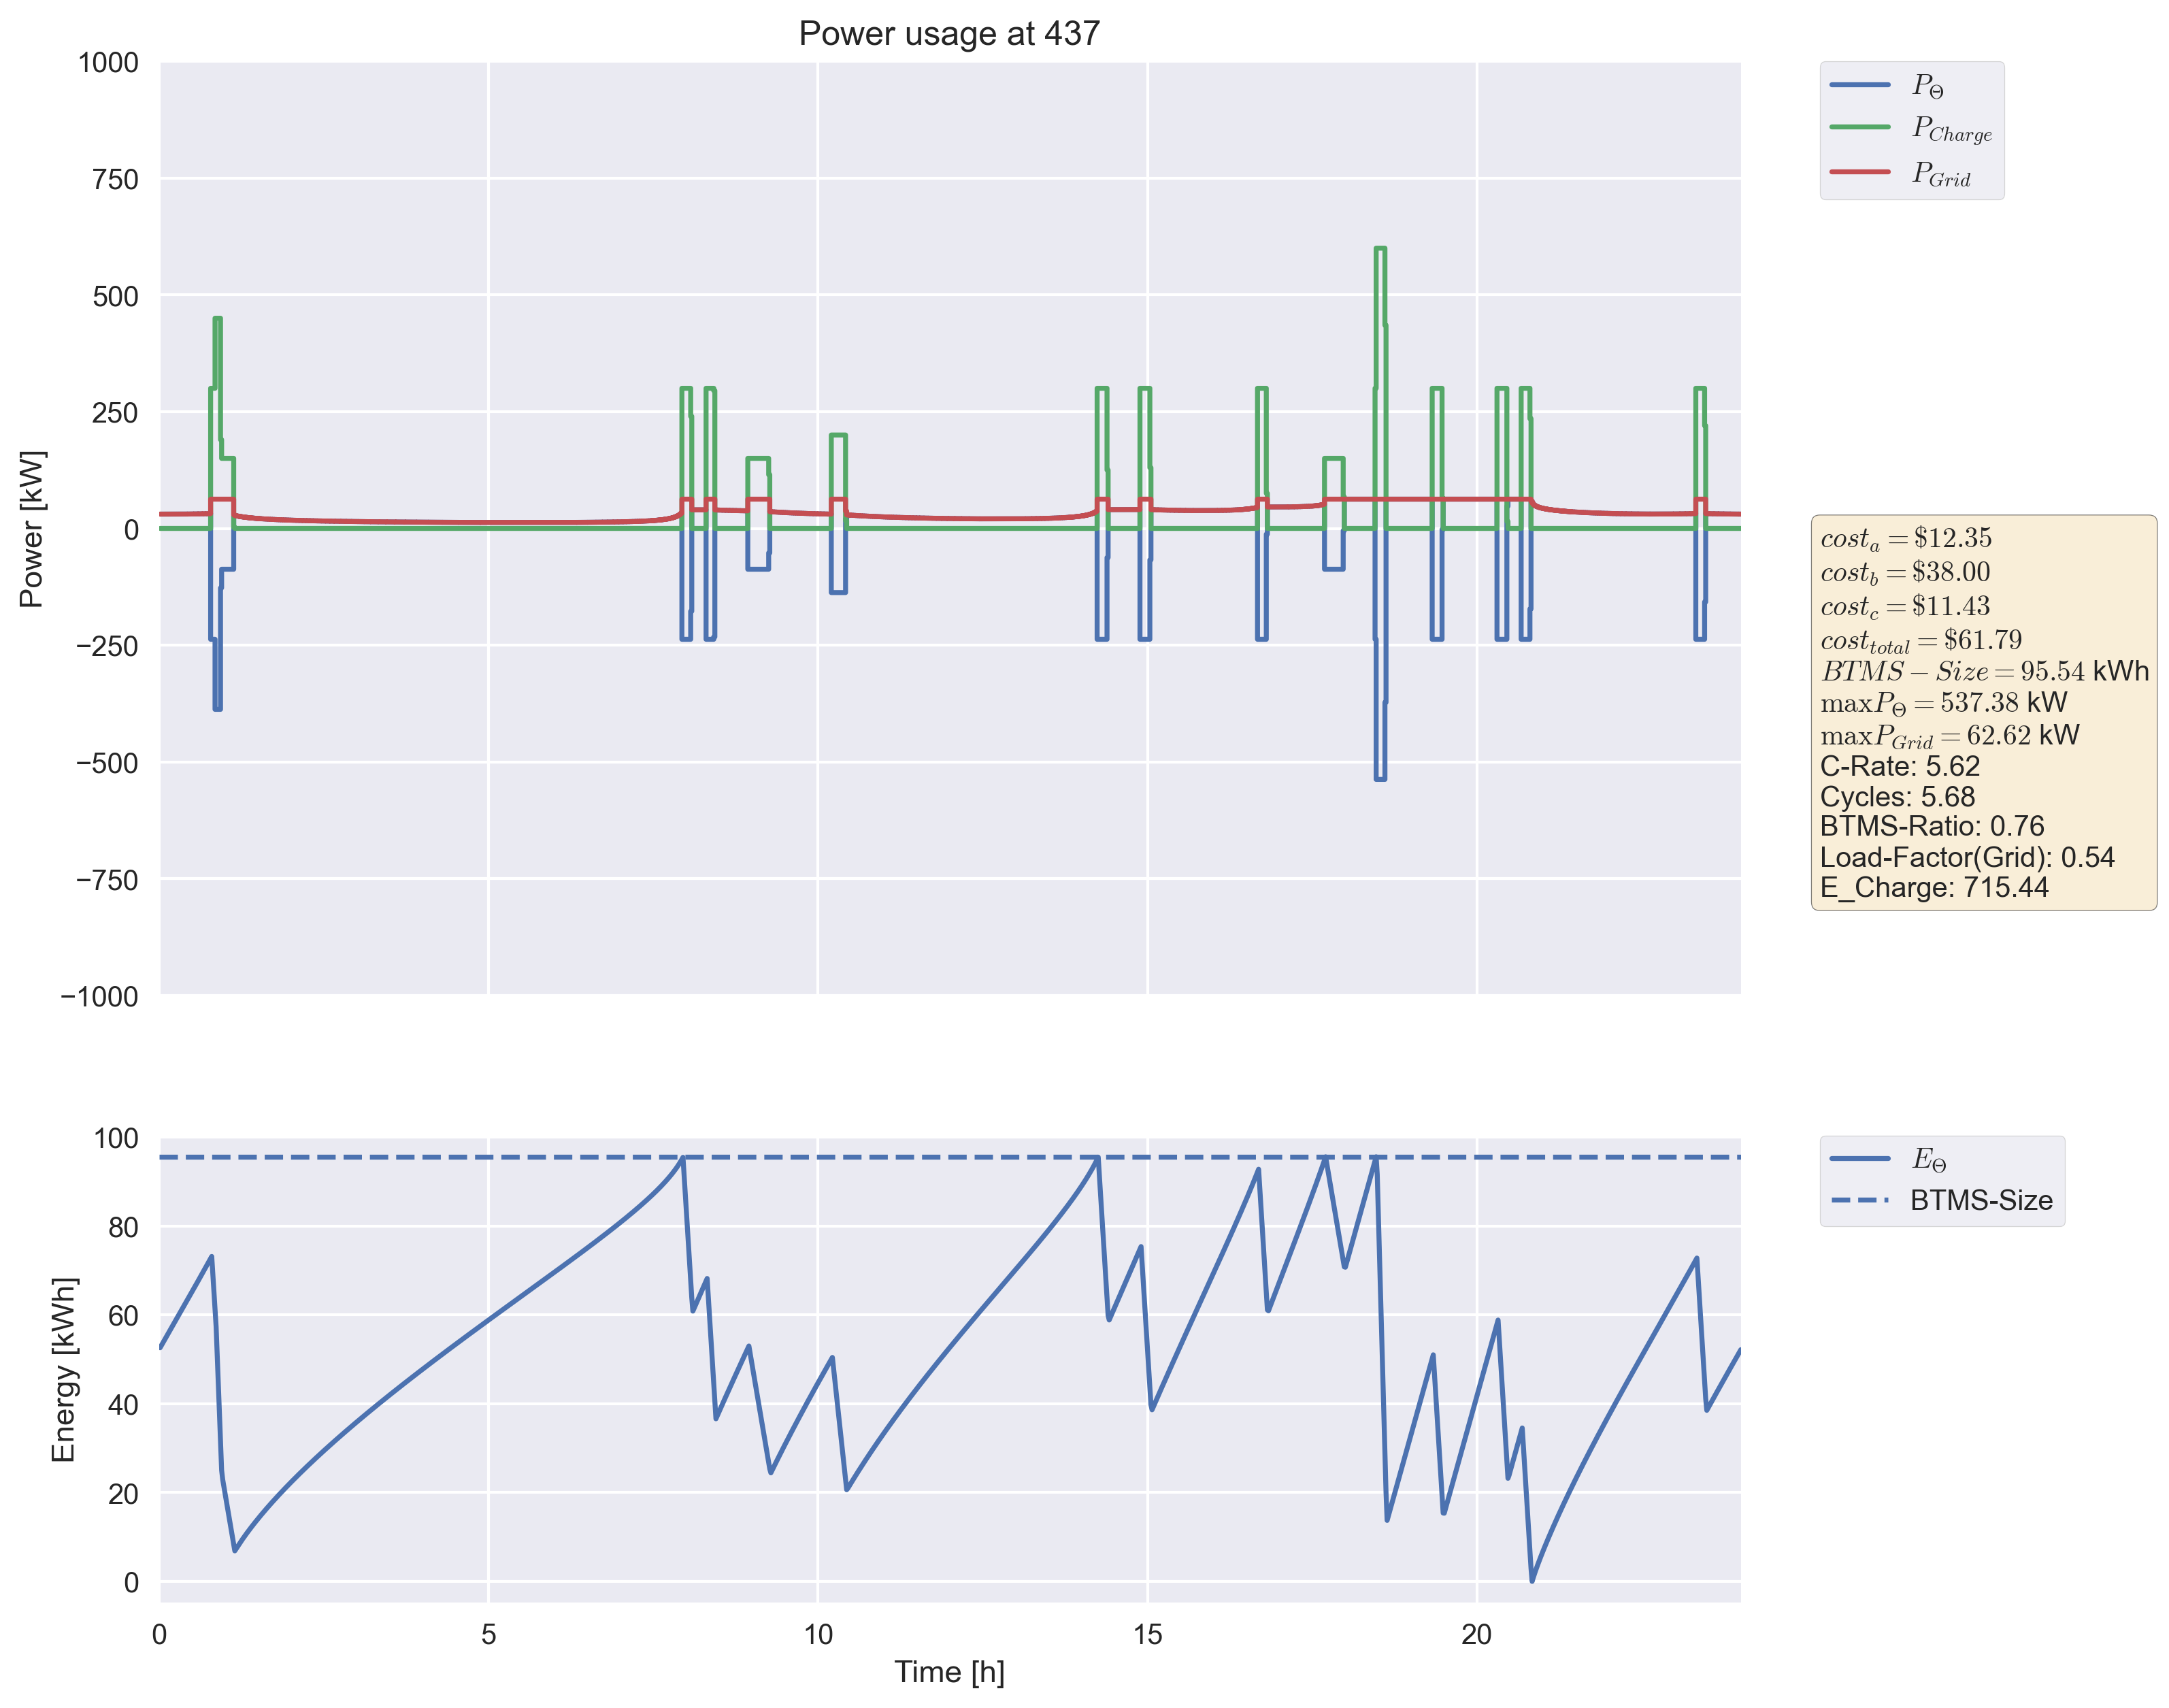 Power usage at 437
1000
750
500
250
0
−250
−500
−750
−1000
Power [kW]
P_Θ
P_Charge
P_Grid
cost_a = $12.35
cost_b = $38.00
cost_c = $11.43
cost_total = $61.79
BTMS − Size = 95.54 kWh
maxP_Θ = 537.38 kW
maxP_Grid = 62.62 kW
C-Rate: 5.62
Cycles: 5.68
BTMS-Ratio: 0.76
Load-Factor(Grid): 0.54
E_Charge: 715.44
100
80
60
40
20
0
Energy [kWh]
E_Θ
BTMS-Size
0 5 10 15 20
Time [h]